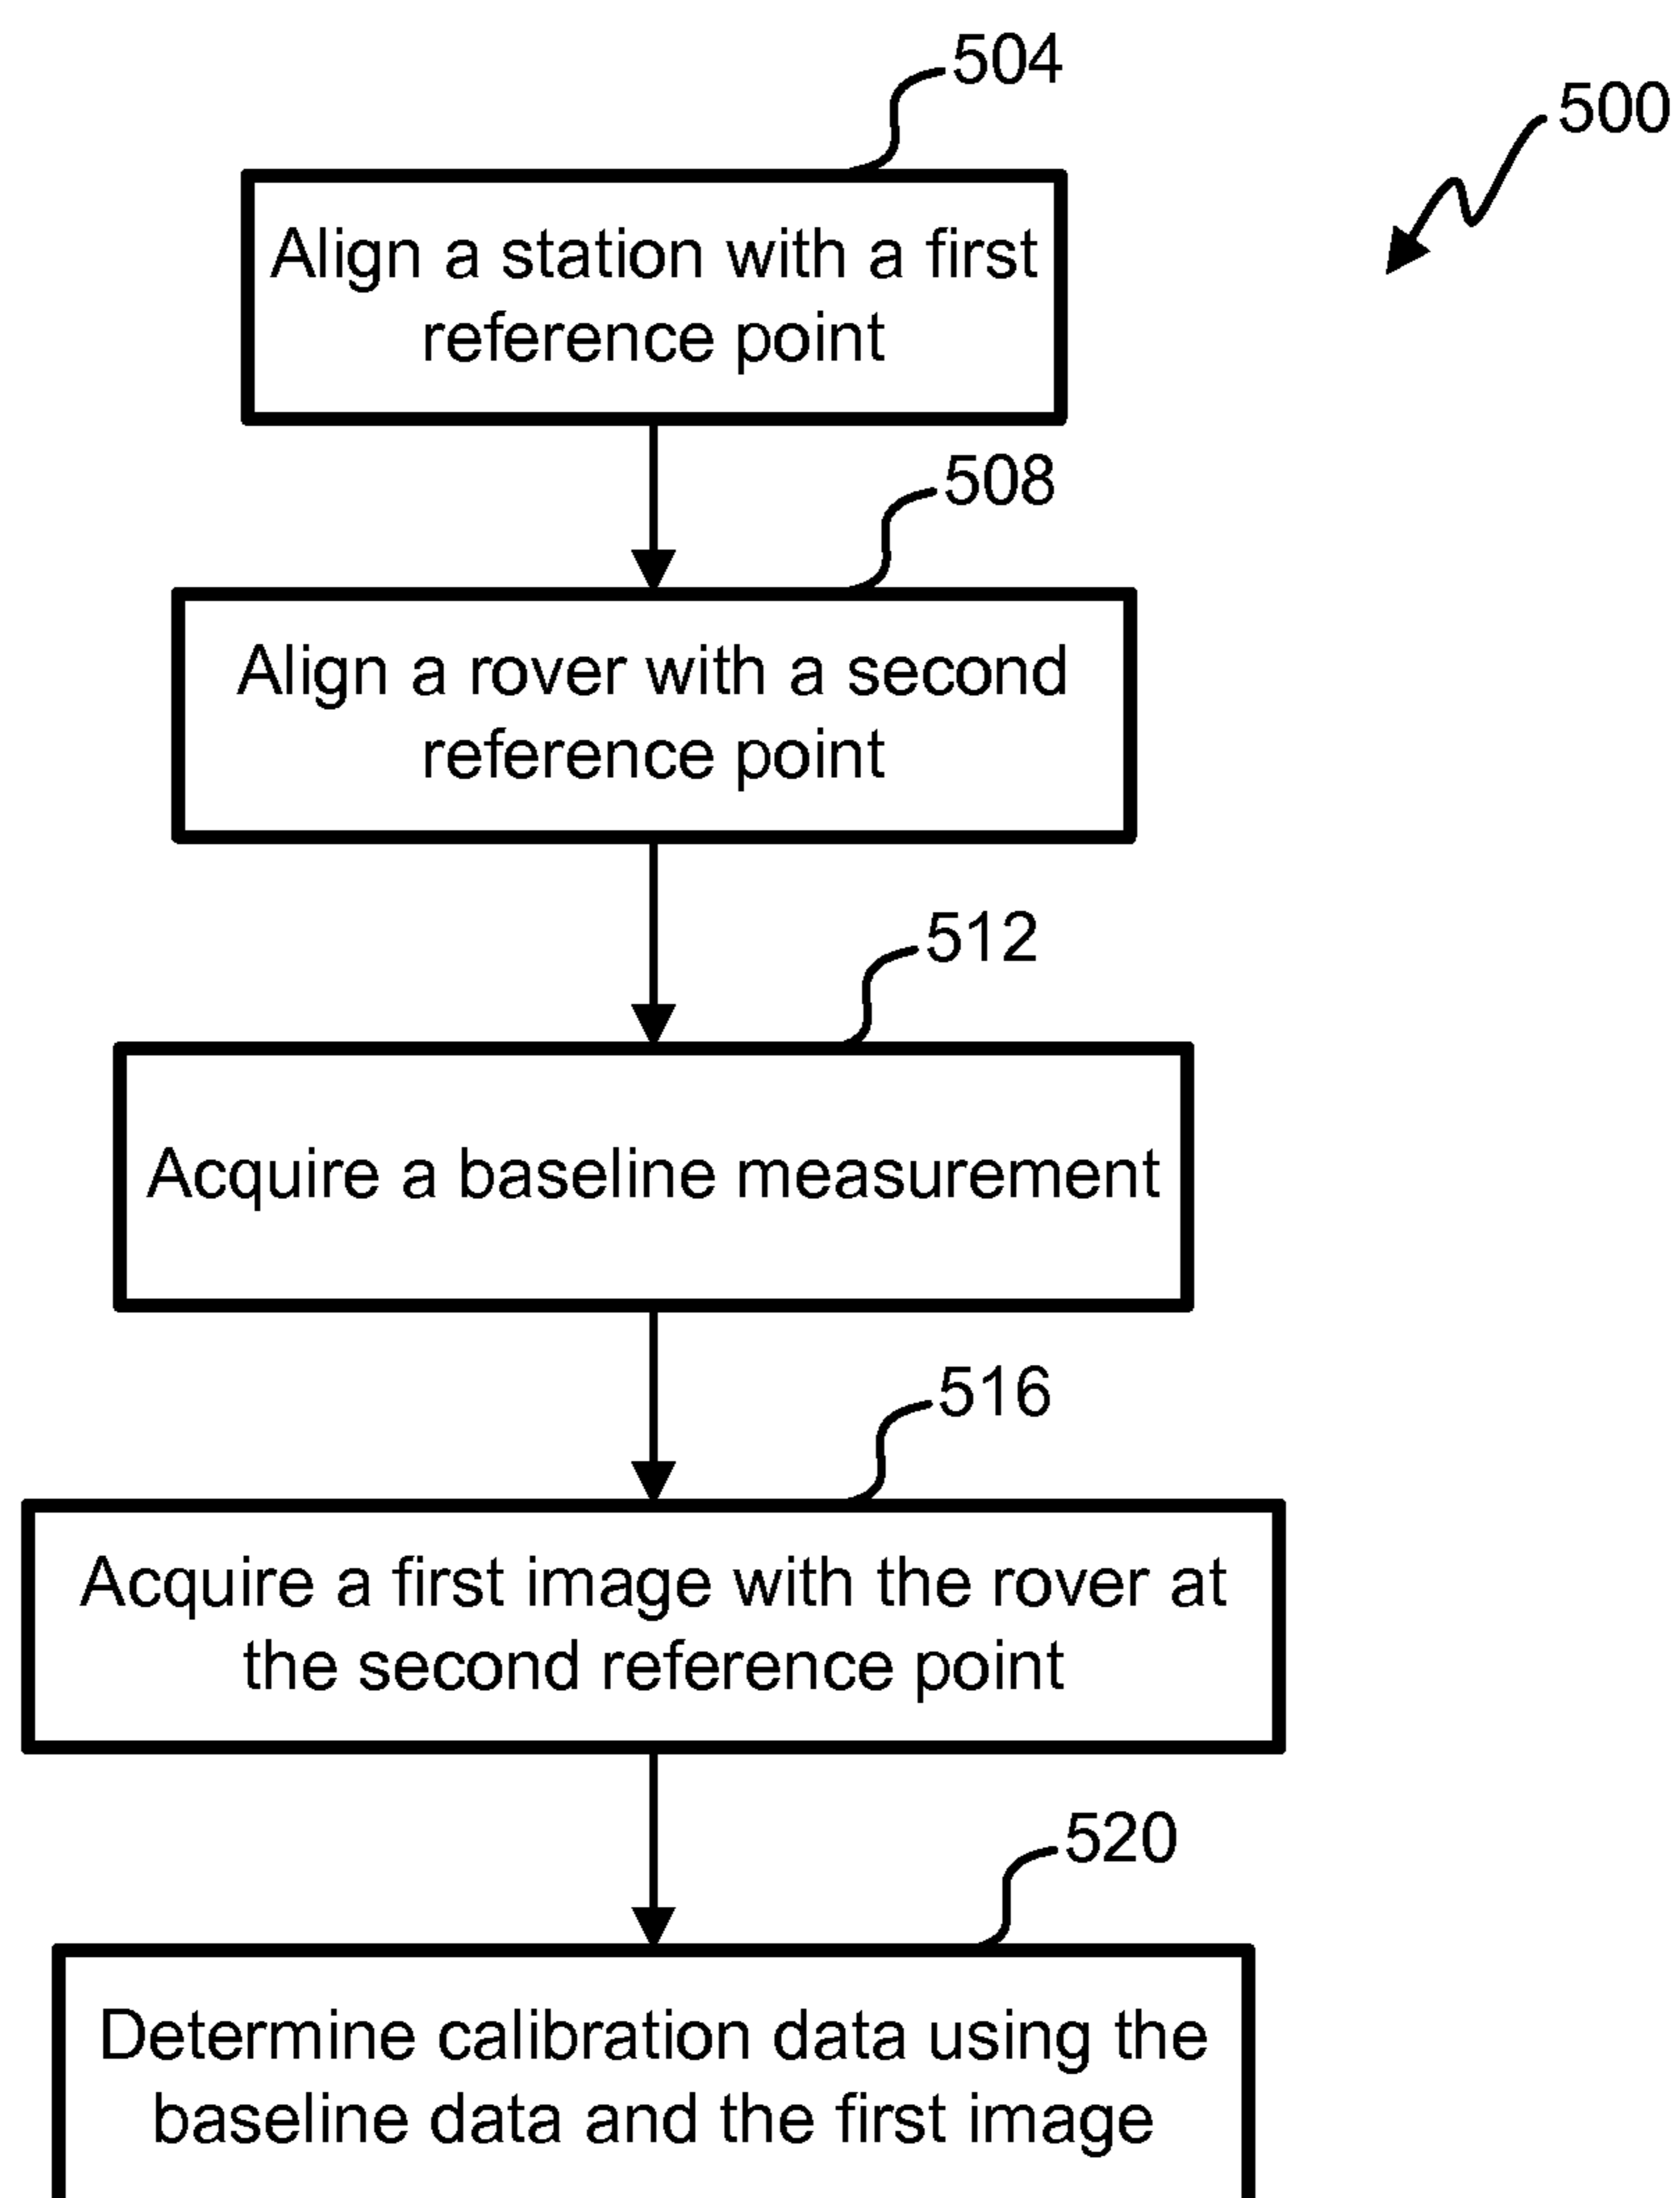 504
500
Align a station with a first
reference point
508
Align a rover with a second
reference point
512
Acquire a baseline measurement
516
Acquire a first image with the rover at
the second reference point
520
Determine calibration data using the
baseline data and the first image